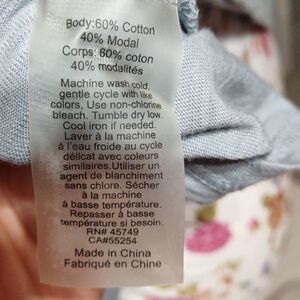 Body:60% Cotton
40% Modal
Corps: 60% coton
40% modalités
Machine wash cold,
gentle cycle with like
colors, Use non-chlorine
bleach. Tumble dry low.
Cool iron if needed.
Laver à la machine
à l'eau froide au cycle
délicat avec couleurs
similaires.Utiliser un
agent de blanchiment
sans chlore. Sécher
à la machine
à basse température.
Repasser à basse
température si besoin.
RN# 45749
CA#55254
Made in China
Fabriqué en Chine